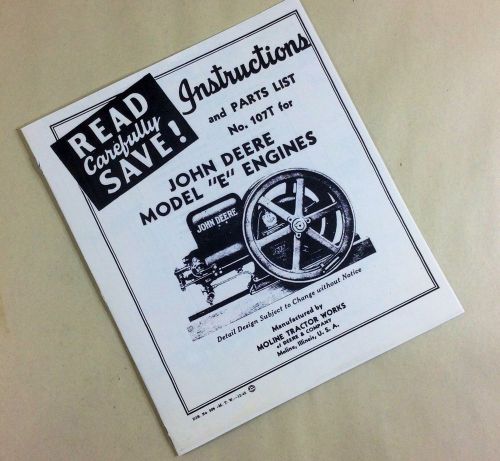 READ
Carefully
SAVE!
Instructions
and PARTS LIST
No. 107T for
JOHN DEERE
MODEL "E" ENGINES
JOHN DEERE
Detail Design Subject to Change without Notice
Manufactured by
MOLINE TRACTOR WORKS
of DEERE & COMPANY
Moline, Illinois, U. S. A.